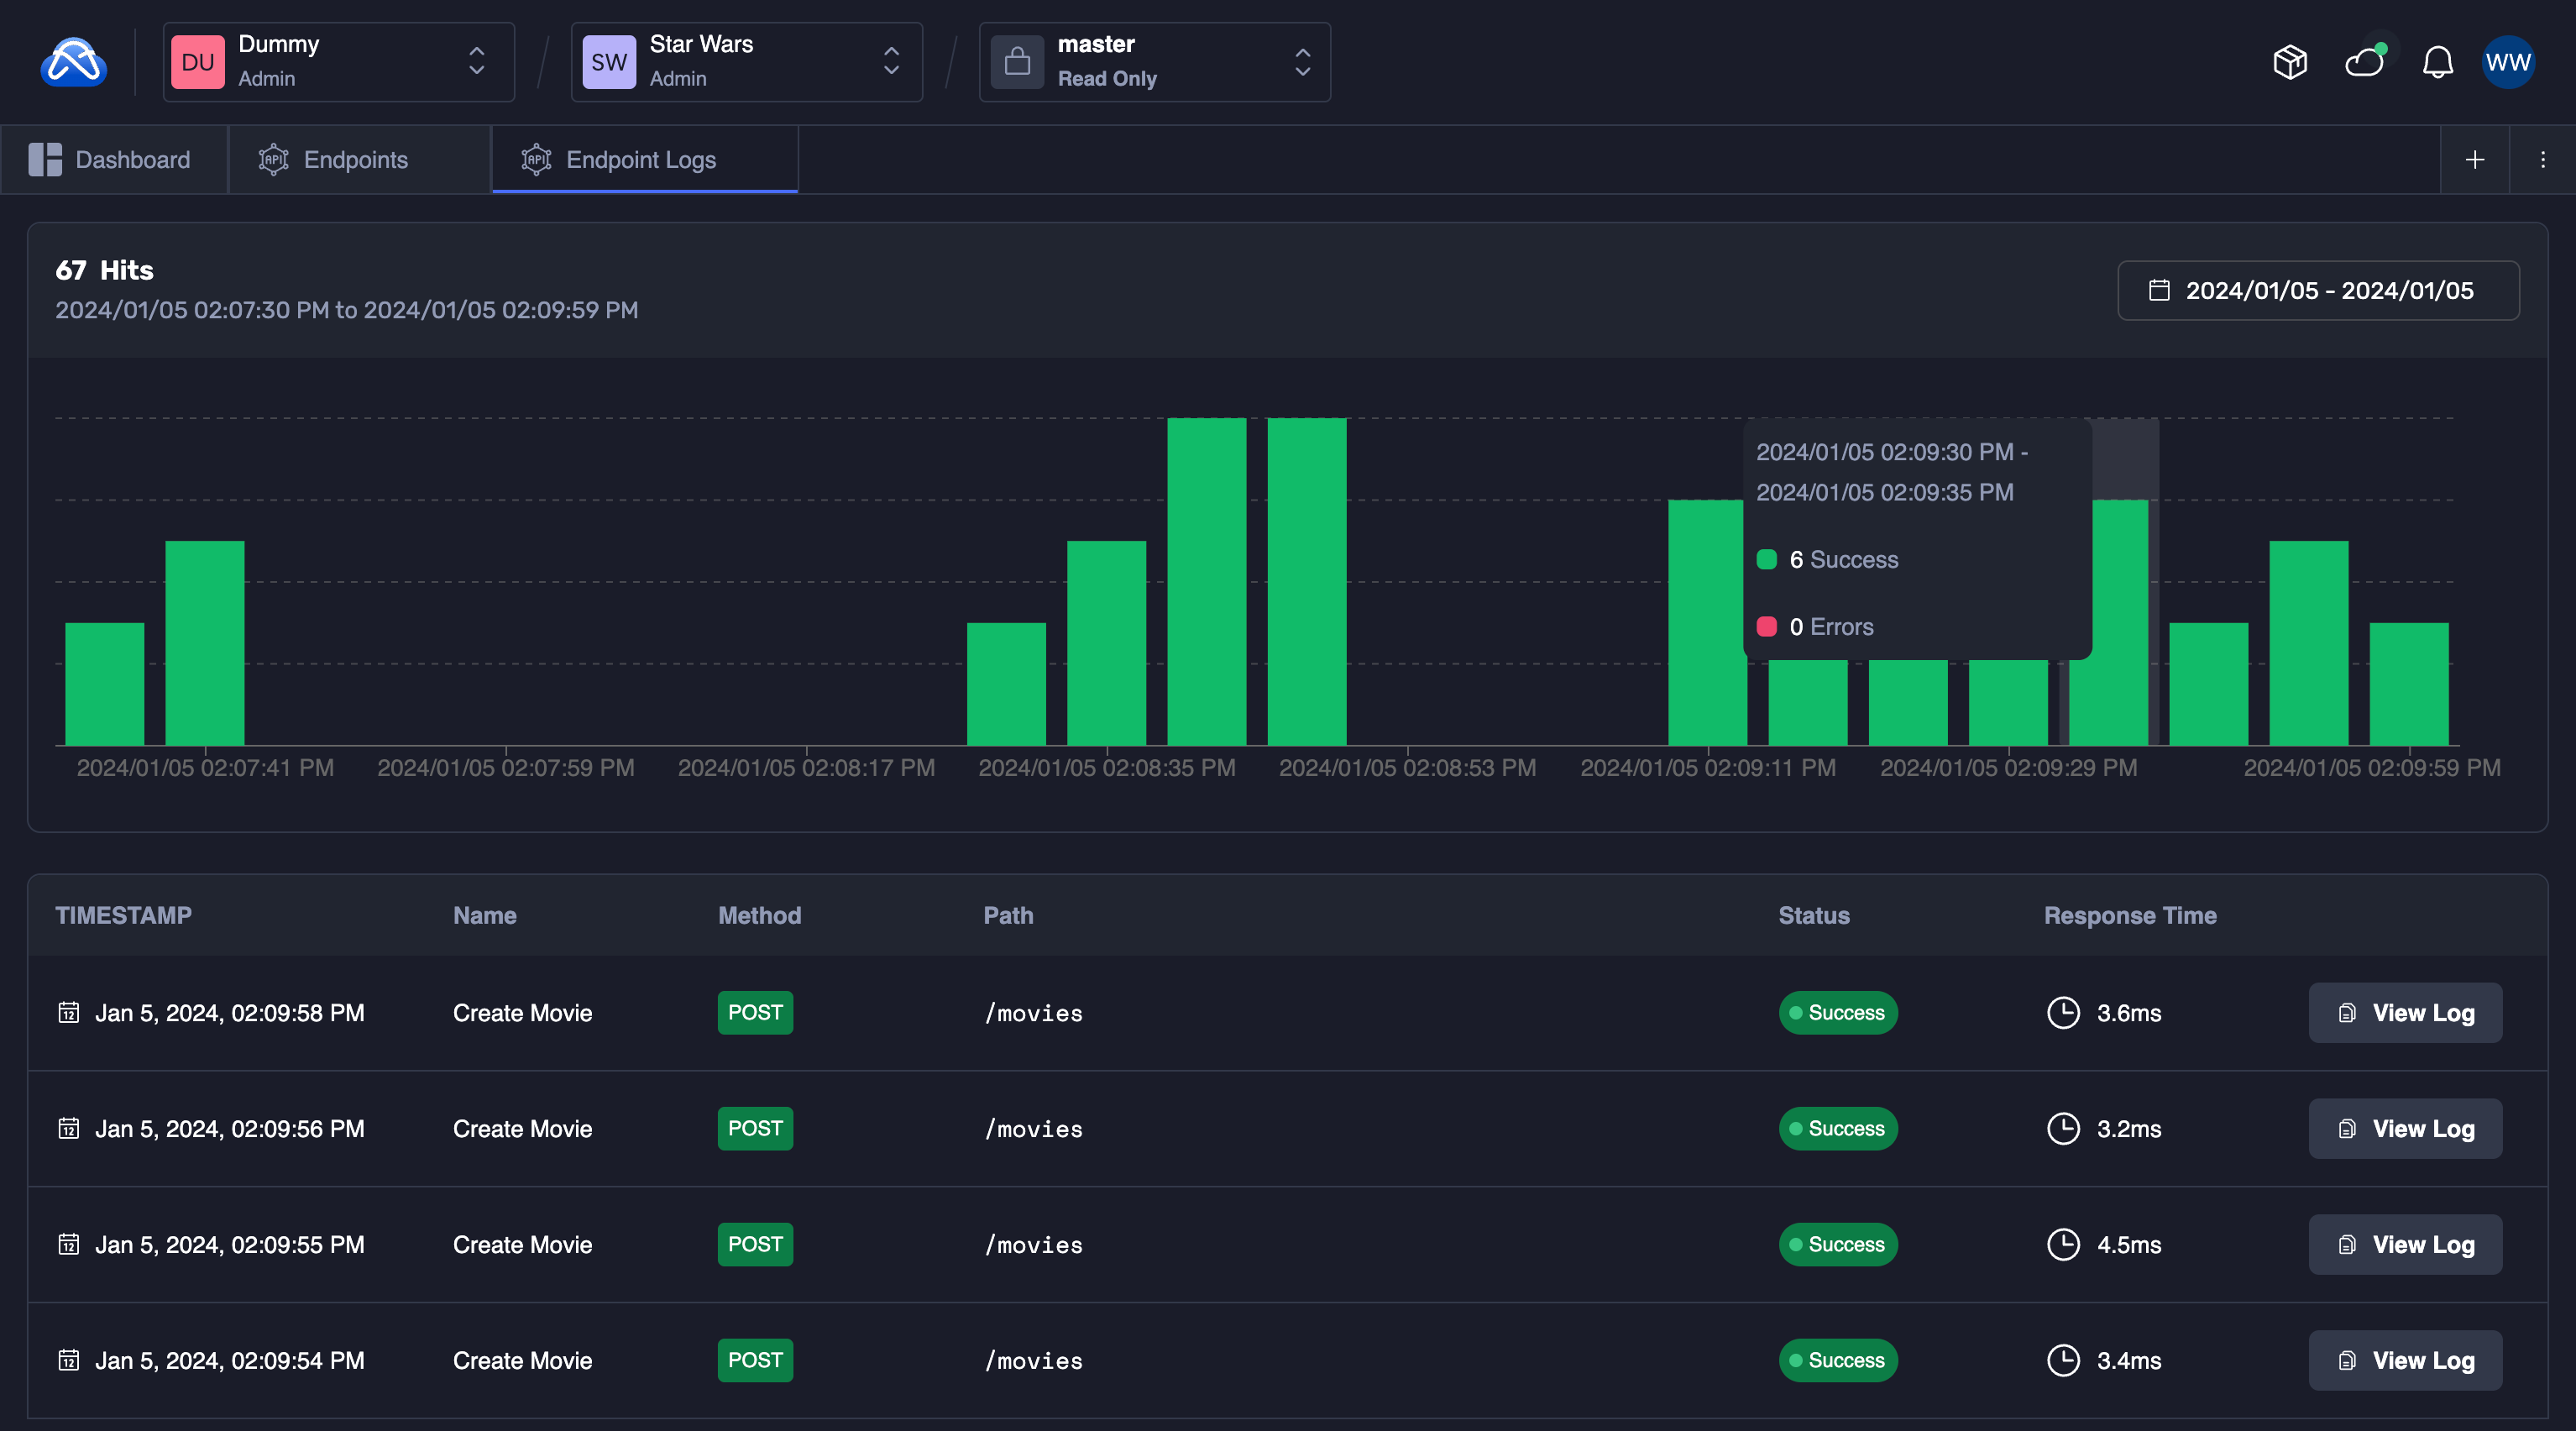 DU Dummy
Admin
SW Star Wars
Admin
master
Read Only
WW
Dashboard
API Endpoints
API Endpoint Logs
67 Hits
2024/01/05 02:07:30 PM to 2024/01/05 02:09:59 PM
2024/01/05 - 2024/01/05
2024/01/05 02:09:30 PM -
2024/01/05 02:09:35 PM
6 Success
0 Errors
2024/01/05 02:07:41 PM 2024/01/05 02:07:59 PM 2024/01/05 02:08:17 PM 2024/01/05 02:08:35 PM 2024/01/05 02:08:53 PM 2024/01/05 02:09:11 PM 2024/01/05 02:09:29 PM 2024/01/05 02:09:59 PM
TIMESTAMP Name Method Path Status Response Time
12 Jan 5, 2024, 02:09:58 PM Create Movie POST /movies Success 3.6ms View Log
12 Jan 5, 2024, 02:09:56 PM Create Movie POST /movies Success 3.2ms View Log
12 Jan 5, 2024, 02:09:55 PM Create Movie POST /movies Success 4.5ms View Log
12 Jan 5, 2024, 02:09:54 PM Create Movie POST /movies Success 3.4ms View Log